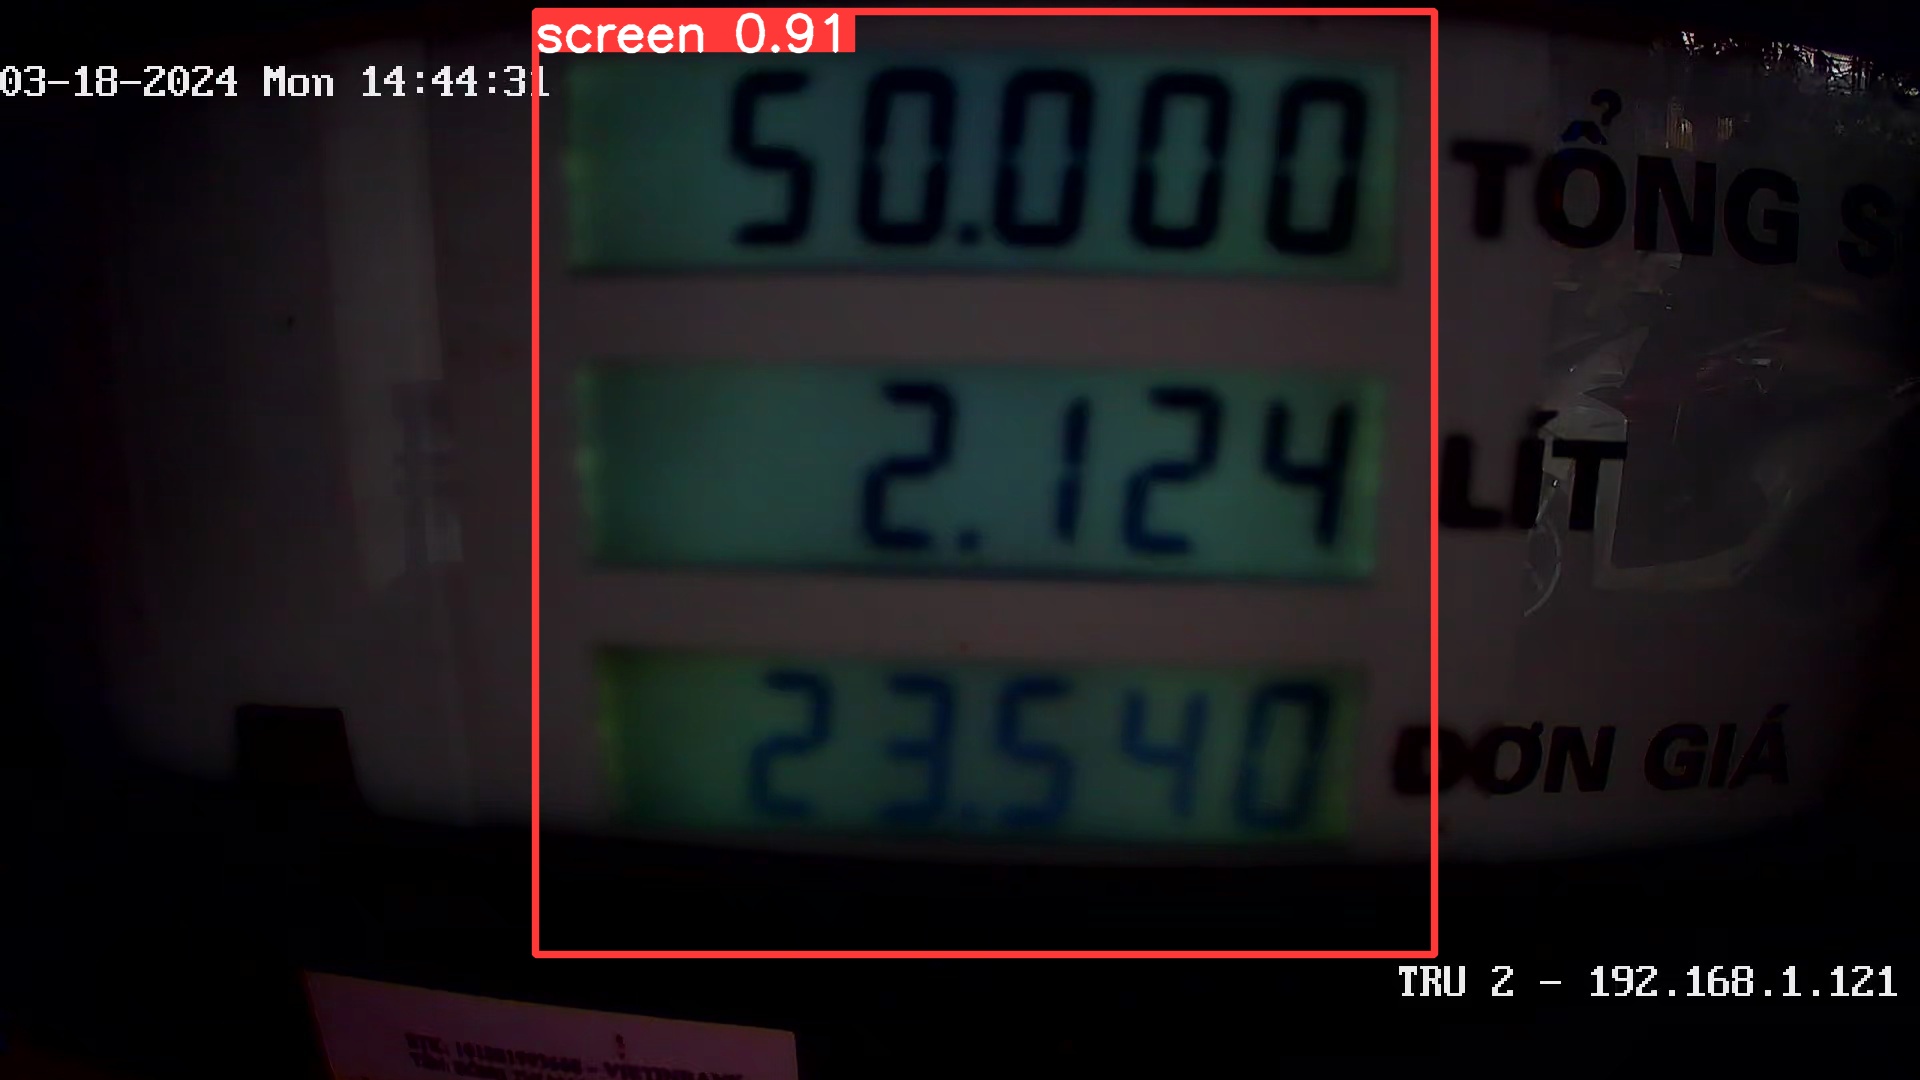 screen 0.91
03-18-2024 Mon 14:44:31
50.000
TỔNG S
2.124
LÍT
23.540
ĐƠN GIÁ
TRU 2 - 192.168.1.121